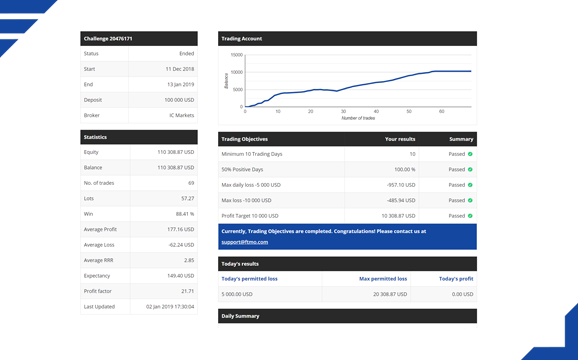 Challenge 20476171
Status Ended
Start 11 Dec 2018
End 13 Jan 2019
Deposit 100 000 USD
Broker IC Markets
Statistics
Equity 110 308.87 USD
Balance 110 308.87 USD
No. of trades 69
Lots 57.27
Win 88.41 %
Average Profit 177.16 USD
Average Loss -62.24 USD
Average RRR 2.85
Expectancy 149.40 USD
Profit factor 21.71
Last Updated 02 Jan 2019 17:30:04
Trading Account
Balance
15000
10000
5000
0
0 10 20 30 40 50 60
Number of trades
Trading Objectives Your results Summary
Minimum 10 Trading Days 10 Passed
50% Positive Days 100.00 % Passed
Max daily loss -5 000 USD -957.10 USD Passed
Max loss -10 000 USD -485.94 USD Passed
Profit Target 10 000 USD 10 308.87 USD Passed
Currently, Trading Objectives are completed. Congratulations! Please contact us at
support@ftmo.com
Today's results
Today's permitted loss Max permitted loss Today's profit
5 000.00 USD 20 308.87 USD 0.00 USD
Daily Summary